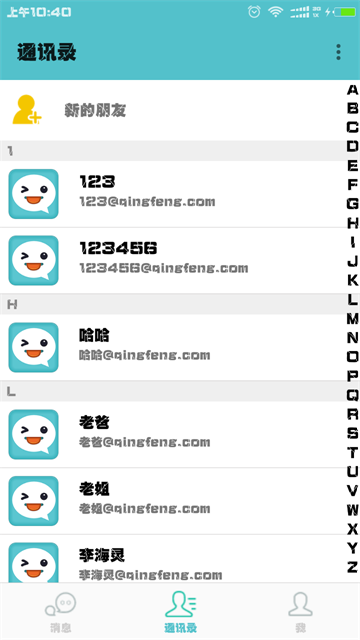 上午10:40
通讯录
新的朋友
1
123
123@qingfeng.com
123456
123456@qingfeng.com
H
哈哈
哈哈@qingfeng.com
L
老爸
老爸@qingfeng.com
老姐
老姐@qingfeng.com
李海灵
李海灵@qingfeng.com
A
B
C
D
E
F
G
H
I
J
K
L
M
N
O
P
Q
R
S
T
U
V
W
X
Y
Z
消息
通讯录
我